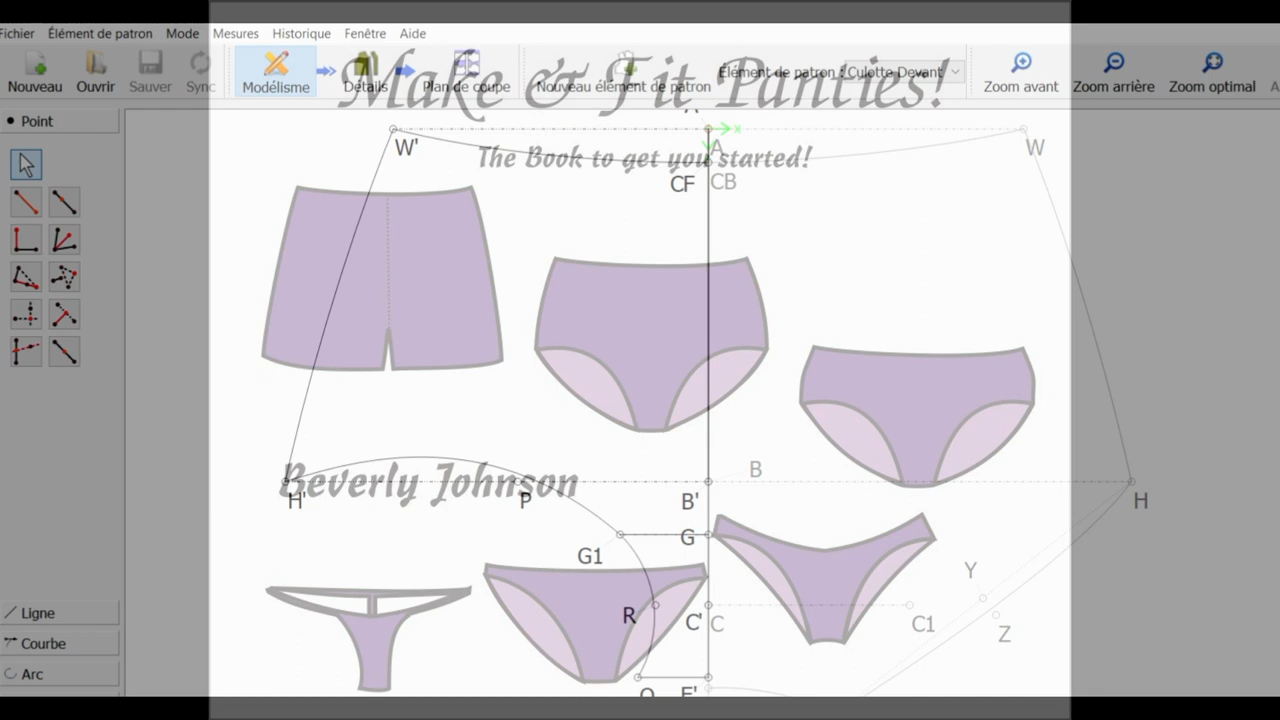 Fichier Élément de patron Mode Mesures Historique Fenêtre Aide
Nouveau Ouvrir Sauver Sync Modélisme Détails Plan de coupe Nouveau élément de patron Élément de patron : Culotte Devant Zoom avant Zoom arrière Zoom optimal
Make & Fit Panties!
Point
W' A W
The Book to get you started!
CF CB
B
Beverly Johnson
H' P B' H
G
G1
Y
R C' C C1
Z
Ligne
Courbe
Arc